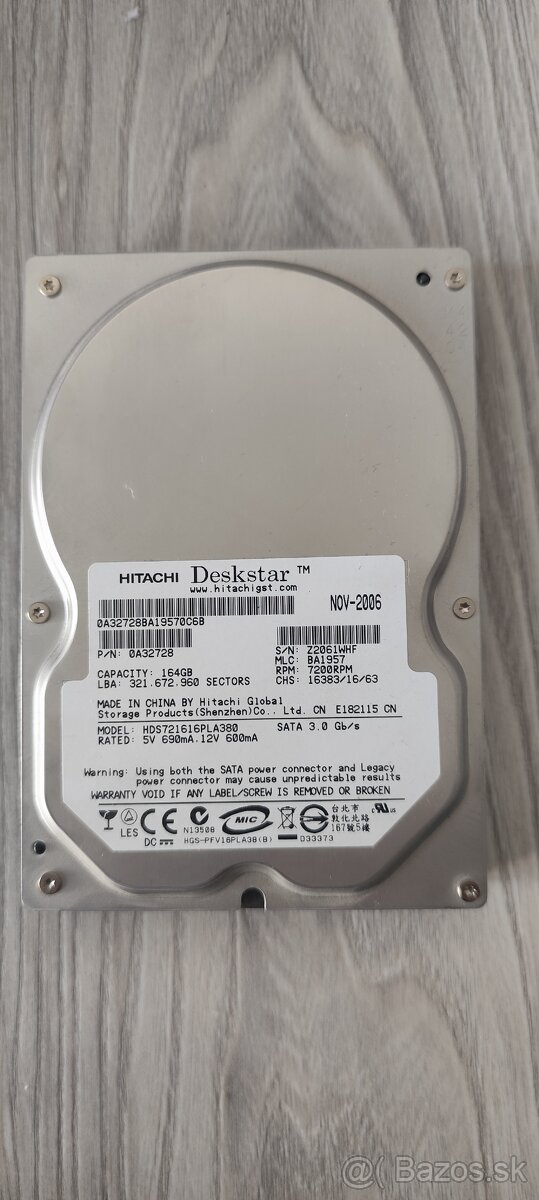 HITACHI Deskstar ™
www.hitachigst.com
NOV-2006
0A32728BA19570C6B
P/N: 0A32728
S/N: Z2061WHF
MLC: BA1957
CAPACITY: 164GB
RPM: 7200RPM
LBA: 321.672.960 SECTORS
CHS: 16383/16/63
MADE IN CHINA BY Hitachi Global
Storage Products(Shenzhen)Co., Ltd. CN E182115 CN
MODEL: HDS721616PLA380 SATA 3.0 Gb/s
RATED: 5V 690mA.12V 600mA
Warning: Using both the SATA power connector and Legacy
power connector may cause unpredictable results
WARRANTY VOID IF ANY LABEL/SCREW IS REMOVED OR BROKEN
LES
CE
DC
N13508
MIC
HGS-PFV16PLA38(B)
D33373
台北市
敦化北路
167號5樓
c UL us
@( Bazos.sk